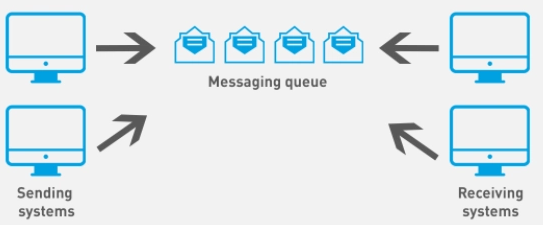 Messaging queue
Sending
systems
Receiving
systems